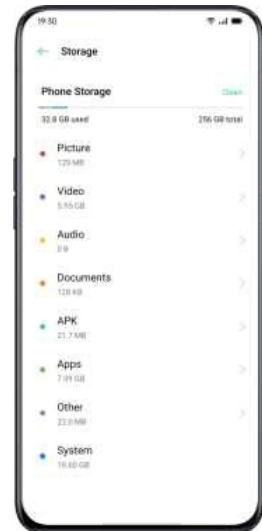 19:30
Storage
Phone Storage
Clean
32.8 GB used
256 GB total
Picture
129 MB
Video
5.95 GB
Audio
0 B
Documents
128 KB
APK
21.7 MB
Apps
7.09 GB
Other
22.0 MB
System
19.60 GB